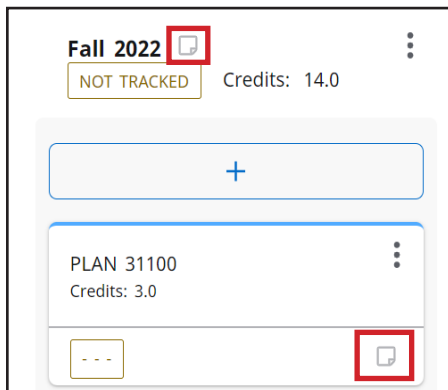 Fall 2022
NOT TRACKED Credits: 14.0
+
PLAN 31100
Credits: 3.0
- - -